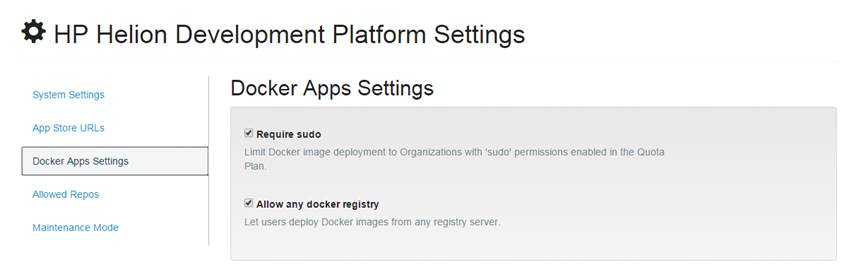 HP Helion Development Platform Settings
System Settings
App Store URLs
Docker Apps Settings
Allowed Repos
Maintenance Mode
Docker Apps Settings
Require sudo
Limit Docker image deployment to Organizations with 'sudo' permissions enabled in the Quota
Plan.
Allow any docker registry
Let users deploy Docker images from any registry server.